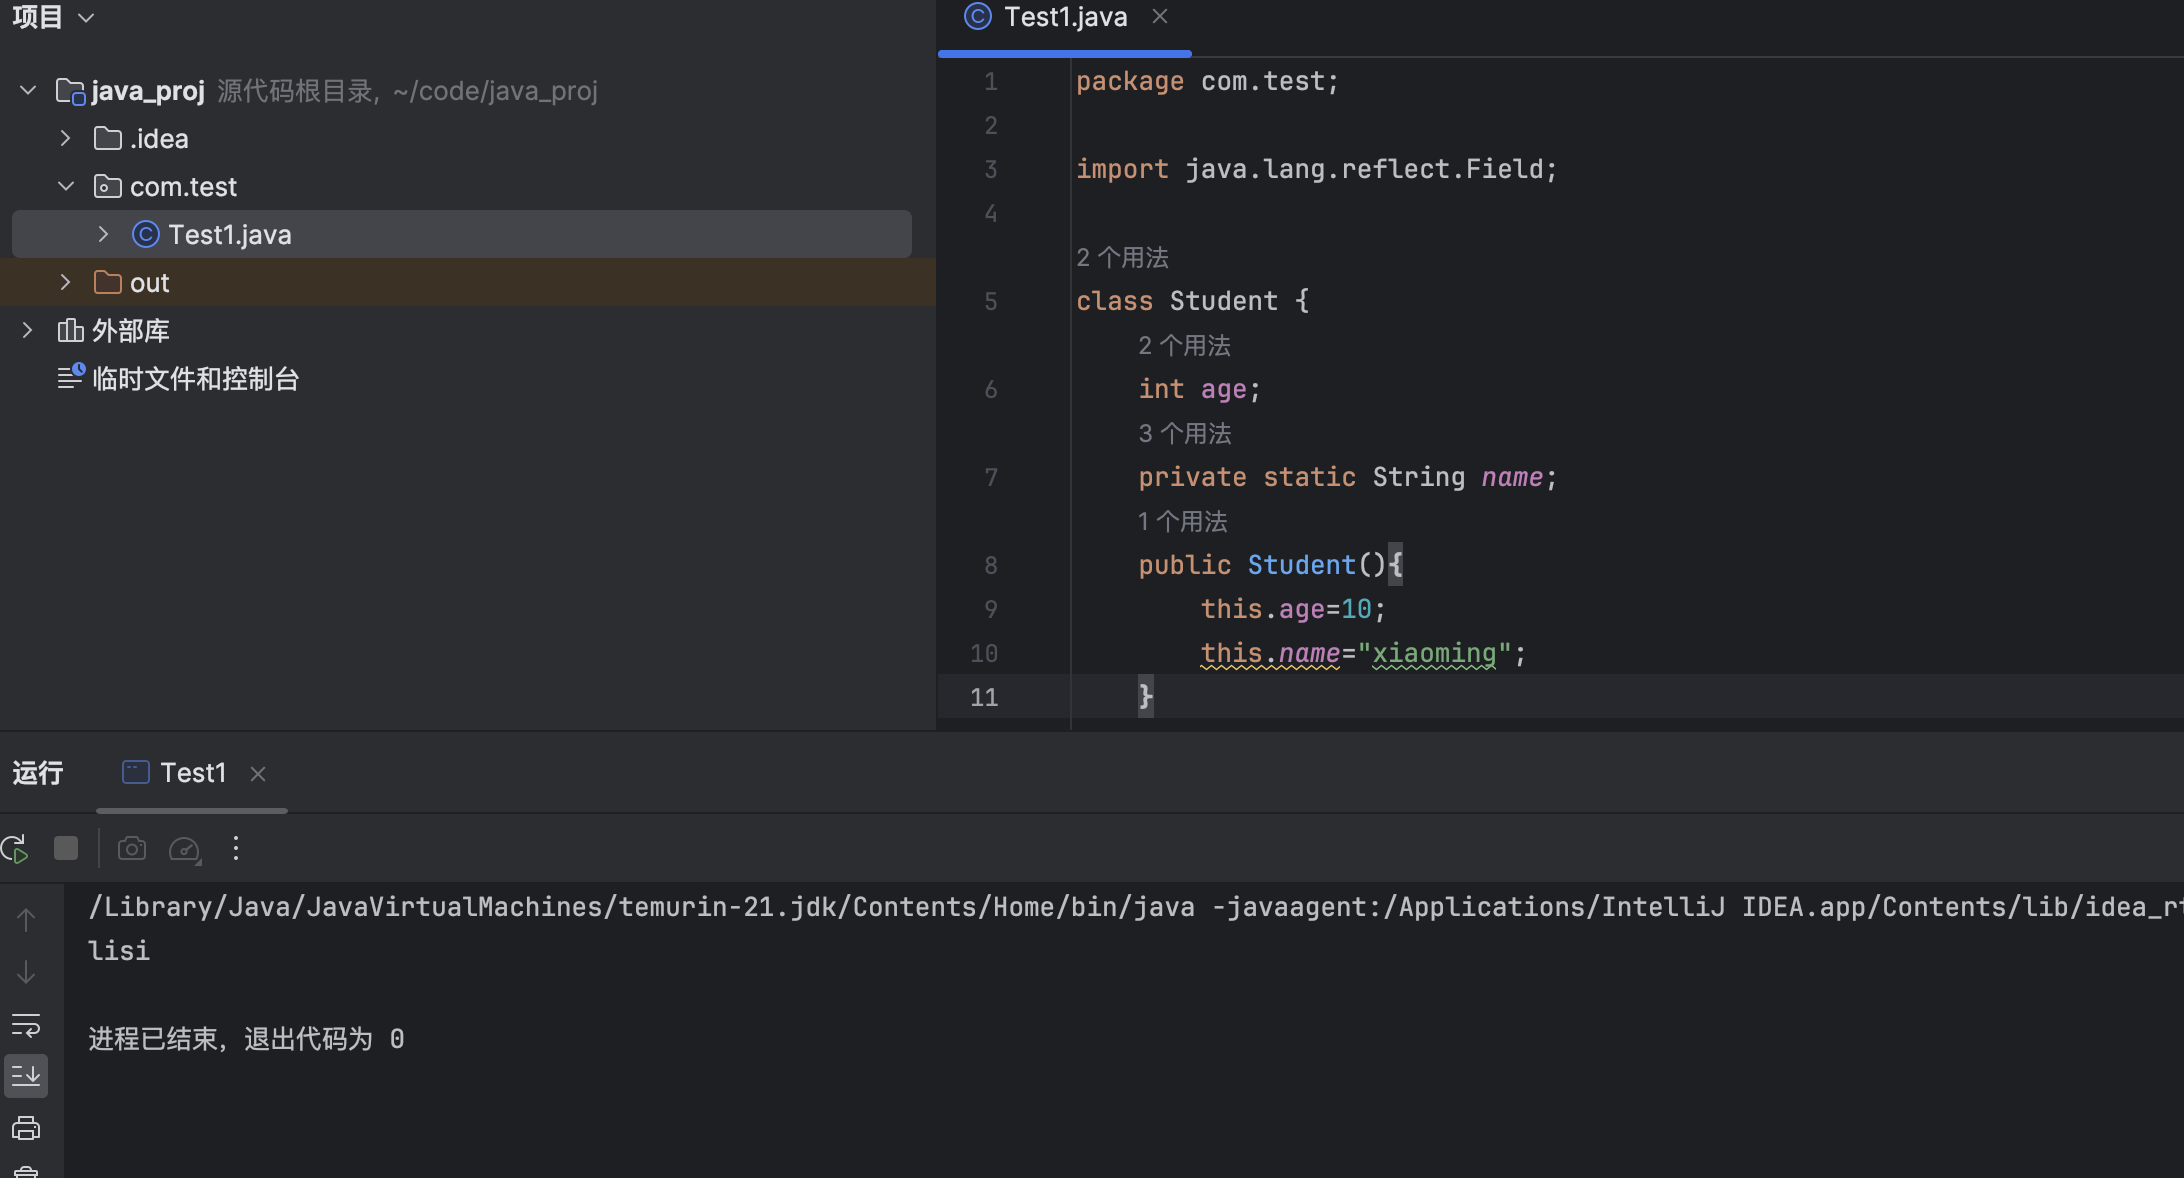 项目
java_proj 源代码根目录, ~/code/java_proj
.idea
com.test
Test1.java
out
外部库
临时文件和控制台
Test1.java
1 package com.test;
2
3 import java.lang.reflect.Field;
4
2 个用法
5 class Student {
2 个用法
6 int age;
3 个用法
7 private static String name;
1 个用法
8 public Student(){
9 this.age=10;
10 this.name="xiaoming";
11 }
运行 Test1
/Library/Java/JavaVirtualMachines/temurin-21.jdk/Contents/Home/bin/java -javaagent:/Applications/IntelliJ IDEA.app/Contents/lib/idea_rt
lisi
进程已结束，退出代码为 0